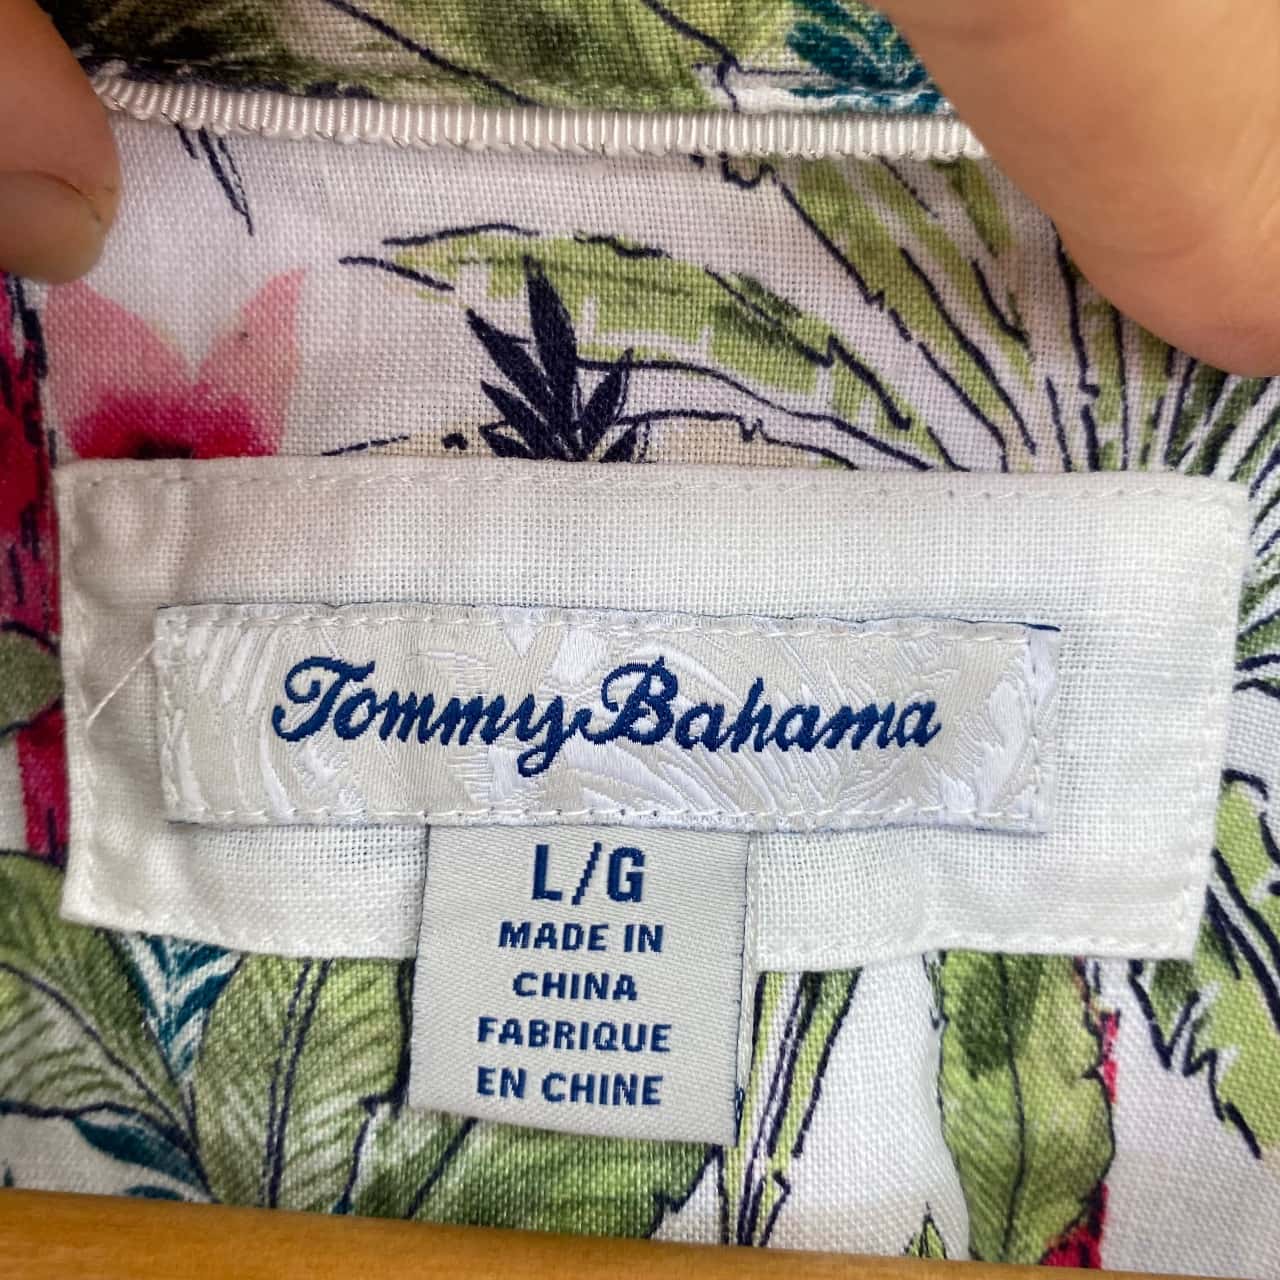 Tommy Bahama
L/G
MADE IN
CHINA
FABRIQUE
EN CHINE